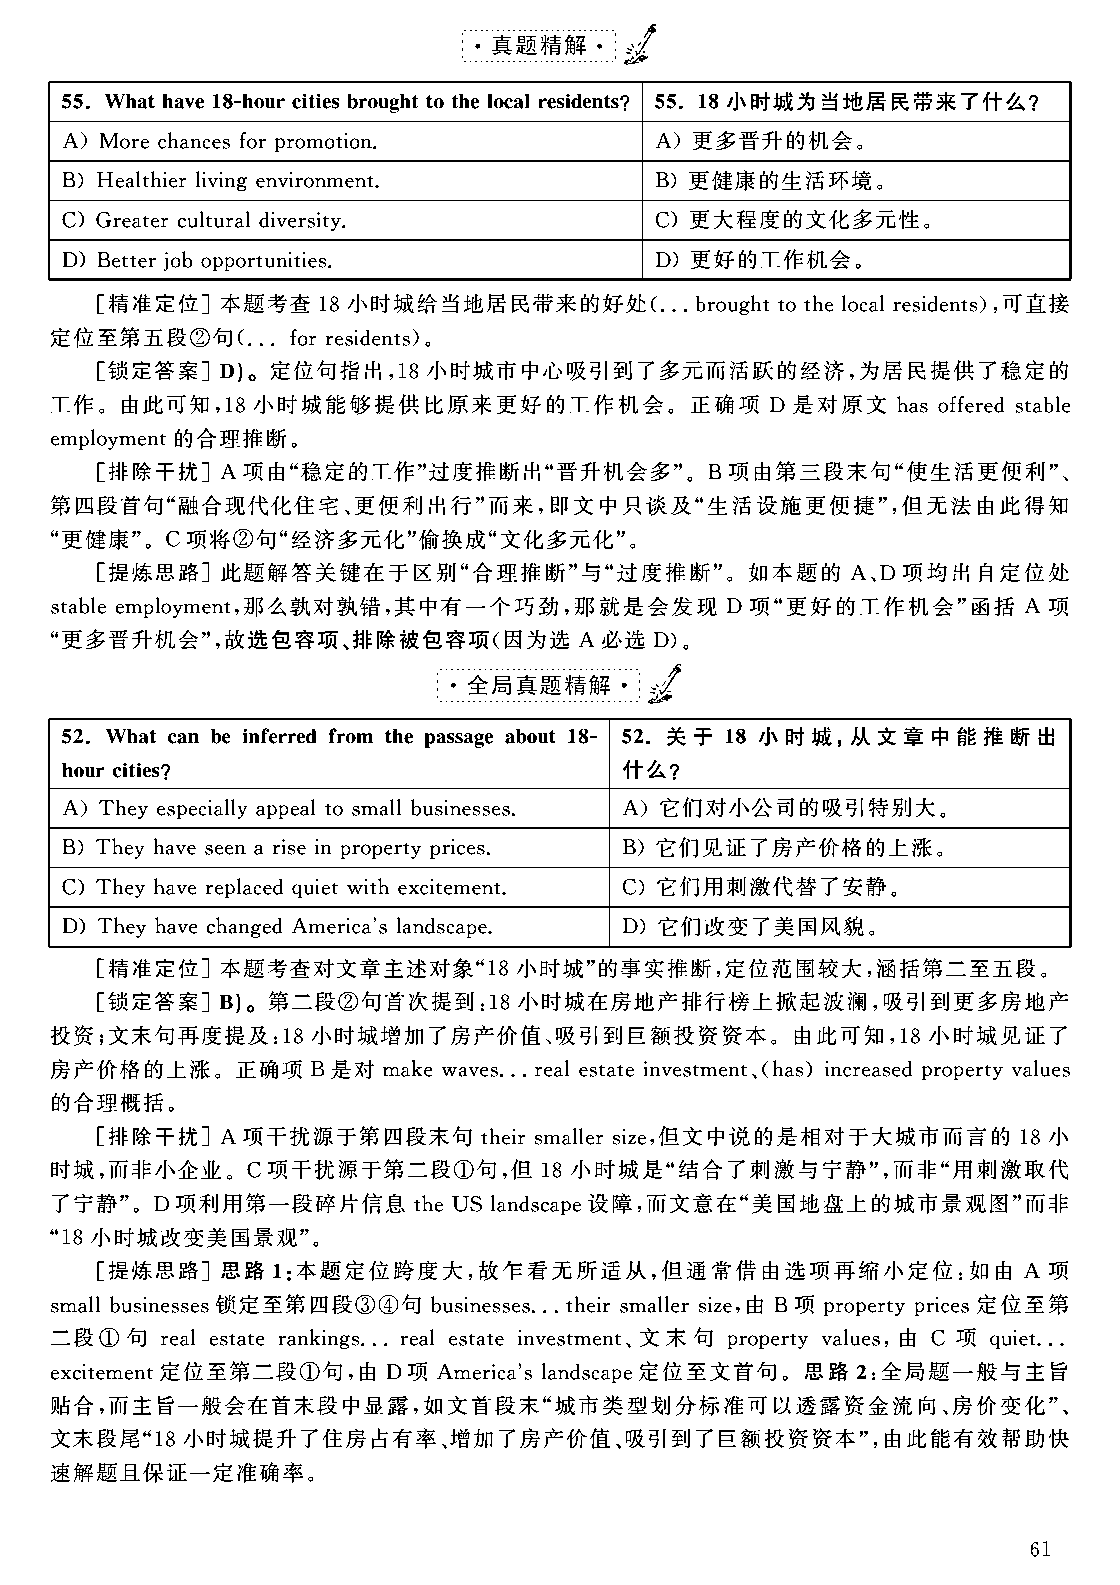 ·真题精解·
55. What have 18-hour cities brought to the local residents? 55. 18 小时城为当地居民带来了什么?
A) More chances for promotion. A) 更多晋升的机会。
B) Healthier living environment. B) 更健康的生活环境。
C) Greater cultural diversity. C) 更大程度的文化多元性。
D) Better job opportunities. D) 更好的工作机会。
[精准定位] 本题考查 18 小时城给当地居民带来的好处(...brought to the local residents),可直接
定位至第五段②句(... for residents)。
[锁定答案] D)。定位句指出,18 小时城市中心吸引到了多元而活跃的经济,为居民提供了稳定的
工作。由此可知,18 小时城能够提供比原来更好的工作机会。正确项 D 是对原文 has offered stable
employment 的合理推断。
[排除干扰] A 项由“稳定的工作”过度推断出“晋升机会多”。B 项由第三段末句“使生活更便利”、
第四段首句“融合现代化住宅、更便利出行”而来,即文中只谈及“生活设施更便捷”,但无法由此得知
“更健康”。C 项将②句“经济多元化”偷换成“文化多元化”。
[提炼思路] 此题解答关键在于区别“合理推断”与“过度推断”。如本题的 A、D 项均出自定位处
stable employment,那么孰对孰错,其中有一个巧劲,那就是会发现 D 项“更好的工作机会”函括 A 项
“更多晋升机会”,故选包容项、排除被包容项(因为选 A 必选 D)。
·全局真题精解·
52. What can be inferred from the passage about 18- 52. 关于 18 小时城,从文章中能推断出
hour cities? 什么?
A) They especially appeal to small businesses. A) 它们对小公司的吸引特别大。
B) They have seen a rise in property prices. B) 它们见证了房产价格的上涨。
C) They have replaced quiet with excitement. C) 它们用刺激代替了安静。
D) They have changed America's landscape. D) 它们改变了美国风貌。
[精准定位] 本题考查对文章主述对象“18 小时城”的事实推断,定位范围较大,涵括第二至五段。
[锁定答案] B)。第二段②句首次提到:18 小时城在房地产排行榜上掀起波澜,吸引到更多房地产
投资;文末句再度提及:18 小时城增加了房产价值、吸引到巨额投资资本。由此可知,18 小时城见证了
房产价格的上涨。正确项 B 是对 make waves...real estate investment、(has) increased property values
的合理概括。
[排除干扰] A 项干扰源于第四段末句 their smaller size,但文中说的是相对于大城市而言的 18 小
时城,而非小企业。C 项干扰源于第二段①句,但 18 小时城是“结合了刺激与宁静”,而非“用刺激取代
了宁静”。D 项利用第一段碎片信息 the US landscape 设障,而文意在“美国地盘上的城市景观图”而非
“18 小时城改变美国景观”。
[提炼思路] 思路 1:本题定位跨度大,故乍看无所适从,但通常借由选项再缩小定位:如由 A 项
small businesses 锁定至第四段③④句 businesses...their smaller size,由 B 项 property prices 定位至第
二段①句 real estate rankings... real estate investment、文末句 property values,由 C 项 quiet...
excitement 定位至第二段①句,由 D 项 America's landscape 定位至文首句。思路 2:全局题一般与主旨
贴合,而主旨一般会在首末段中显露,如文首段末“城市类型划分标准可以透露资金流向、房价变化”、
文末段尾“18 小时城提升了住房占有率、增加了房产价值、吸引到了巨额投资资本”,由此能有效帮助快
速解题且保证一定准确率。
61